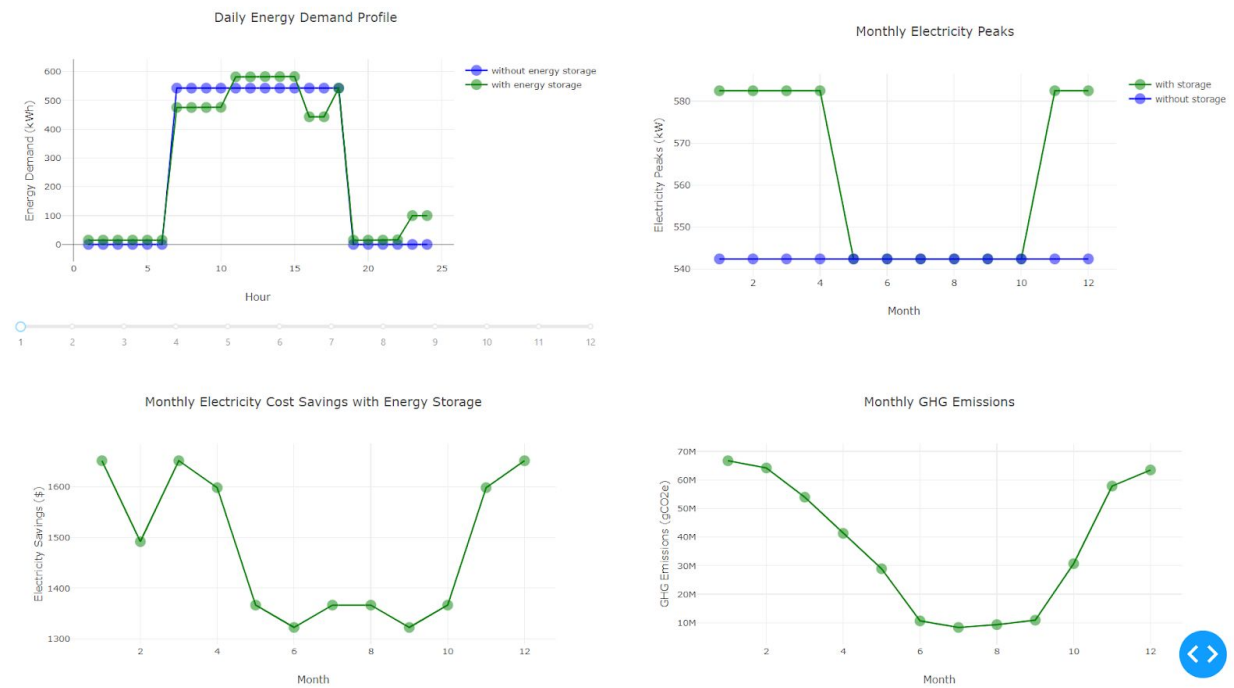 Daily Energy Demand Profile
Energy Demand (kWh)
600
500
400
300
200
100
0
0 5 10 15 20 25
Hour
without energy storage
with energy storage
1 2 3 4 5 6 7 8 9 10 11 12
Monthly Electricity Peaks
Electricity Peaks (kW)
580
570
560
550
540
2 4 6 8 10 12
Month
with storage
without storage
Monthly Electricity Cost Savings with Energy Storage
Electricity Savings ($)
1600
1500
1400
1300
2 4 6 8 10 12
Month
Monthly GHG Emissions
GHG Emissions (gCO2e)
70M
60M
50M
40M
30M
20M
10M
2 4 6 8 10 12
Month